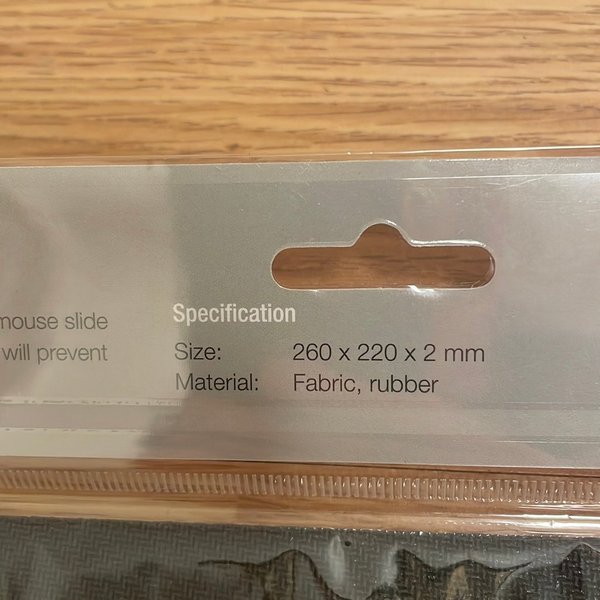 mouse slide
will prevent
Specification
Size: 260 x 220 x 2 mm
Material: Fabric, rubber